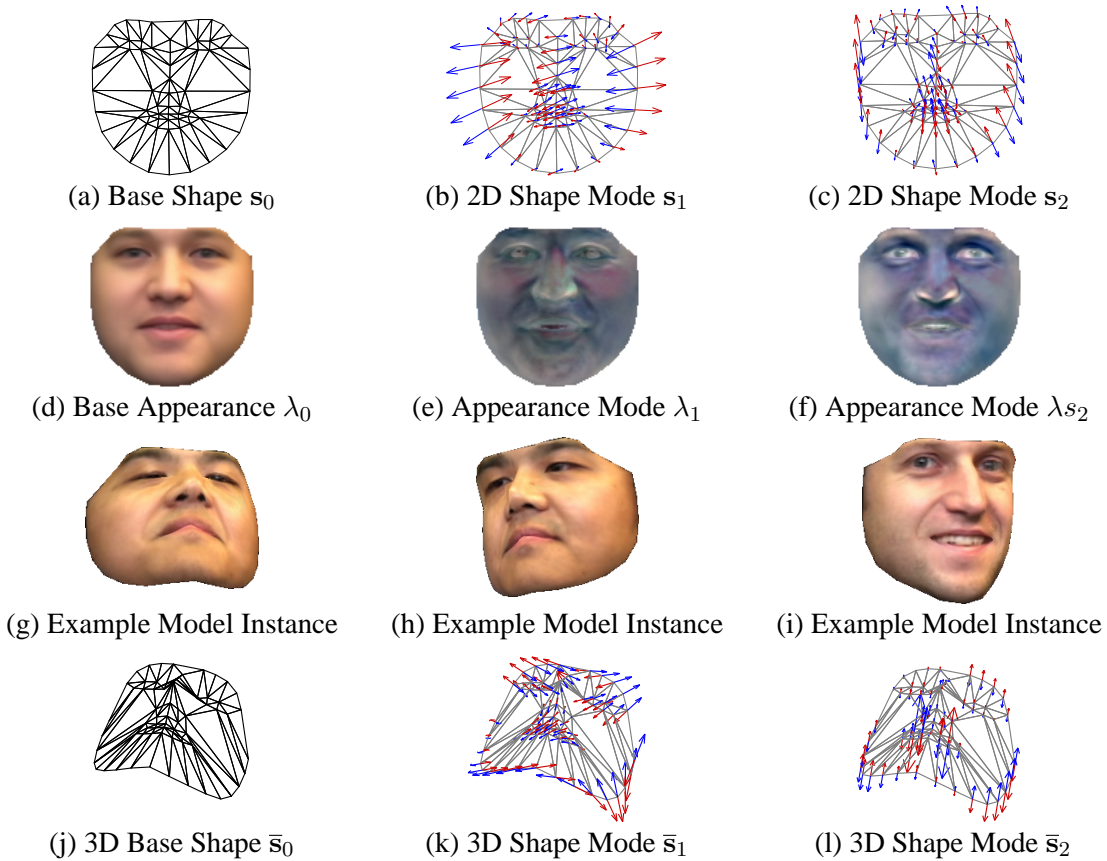 (a) Base Shape s₀
(b) 2D Shape Mode s₁
(c) 2D Shape Mode s₂
(d) Base Appearance λ₀
(e) Appearance Mode λ₁
(f) Appearance Mode λs₂
(g) Example Model Instance
(h) Example Model Instance
(i) Example Model Instance
(j) 3D Base Shape s̅₀
(k) 3D Shape Mode s̅₁
(l) 3D Shape Mode s̅₂